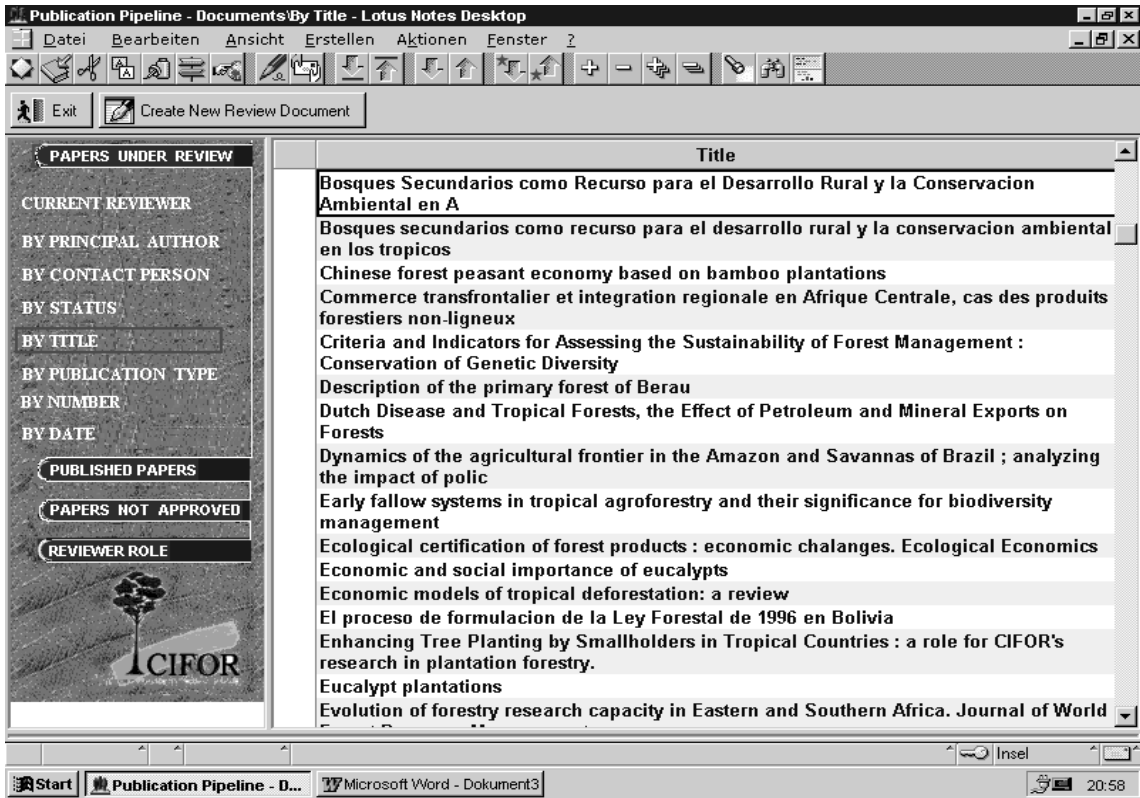 Publication Pipeline - Documents\By Title - Lotus Notes Desktop
Datei Bearbeiten Ansicht Erstellen Aktionen Fenster ?
Exit Create New Review Document
PAPERS UNDER REVIEW
CURRENT REVIEWER
BY PRINCIPAL AUTHOR
BY CONTACT PERSON
BY STATUS
BY TITLE
BY PUBLICATION TYPE
BY NUMBER
BY DATE
PUBLISHED PAPERS
PAPERS NOT APPROVED
REVIEWER ROLE
CIFOR
Title
Bosques Secundarios como Recurso para el Desarrollo Rural y la Conservacion
Ambiental en A
Bosques secundarios como recurso para el desarrollo rural y la conservacion ambiental
en los tropicos
Chinese forest peasant economy based on bamboo plantations
Commerce transfrontalier et integration regionale en Afrique Centrale, cas des produits
forestiers non-ligneux
Criteria and Indicators for Assessing the Sustainability of Forest Management :
Conservation of Genetic Diversity
Description of the primary forest of Berau
Dutch Disease and Tropical Forests, the Effect of Petroleum and Mineral Exports on
Forests
Dynamics of the agricultural frontier in the Amazon and Savannas of Brazil ; analyzing
the impact of polic
Early fallow systems in tropical agroforestry and their significance for biodiversity
management
Ecological certification of forest products : economic chalanges. Ecological Economics
Economic and social importance of eucalypts
Economic models of tropical deforestation: a review
El proceso de formulacion de la Ley Forestal de 1996 en Bolivia
Enhancing Tree Planting by Smallholders in Tropical Countries : a role for CIFOR's
research in plantation forestry.
Eucalypt plantations
Evolution of forestry research capacity in Eastern and Southern Africa. Journal of World
Insel
Start Publication Pipeline - D... Microsoft Word - Dokument3 20:58